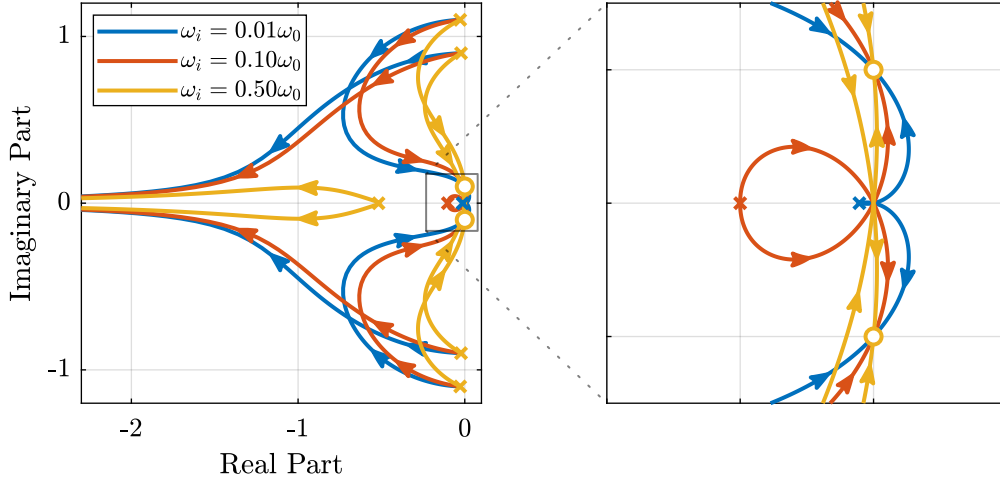 ωᵢ = 0.01ω₀
ωᵢ = 0.10ω₀
ωᵢ = 0.50ω₀
Imaginary Part
1
0
-1
-2
-1
0
Real Part